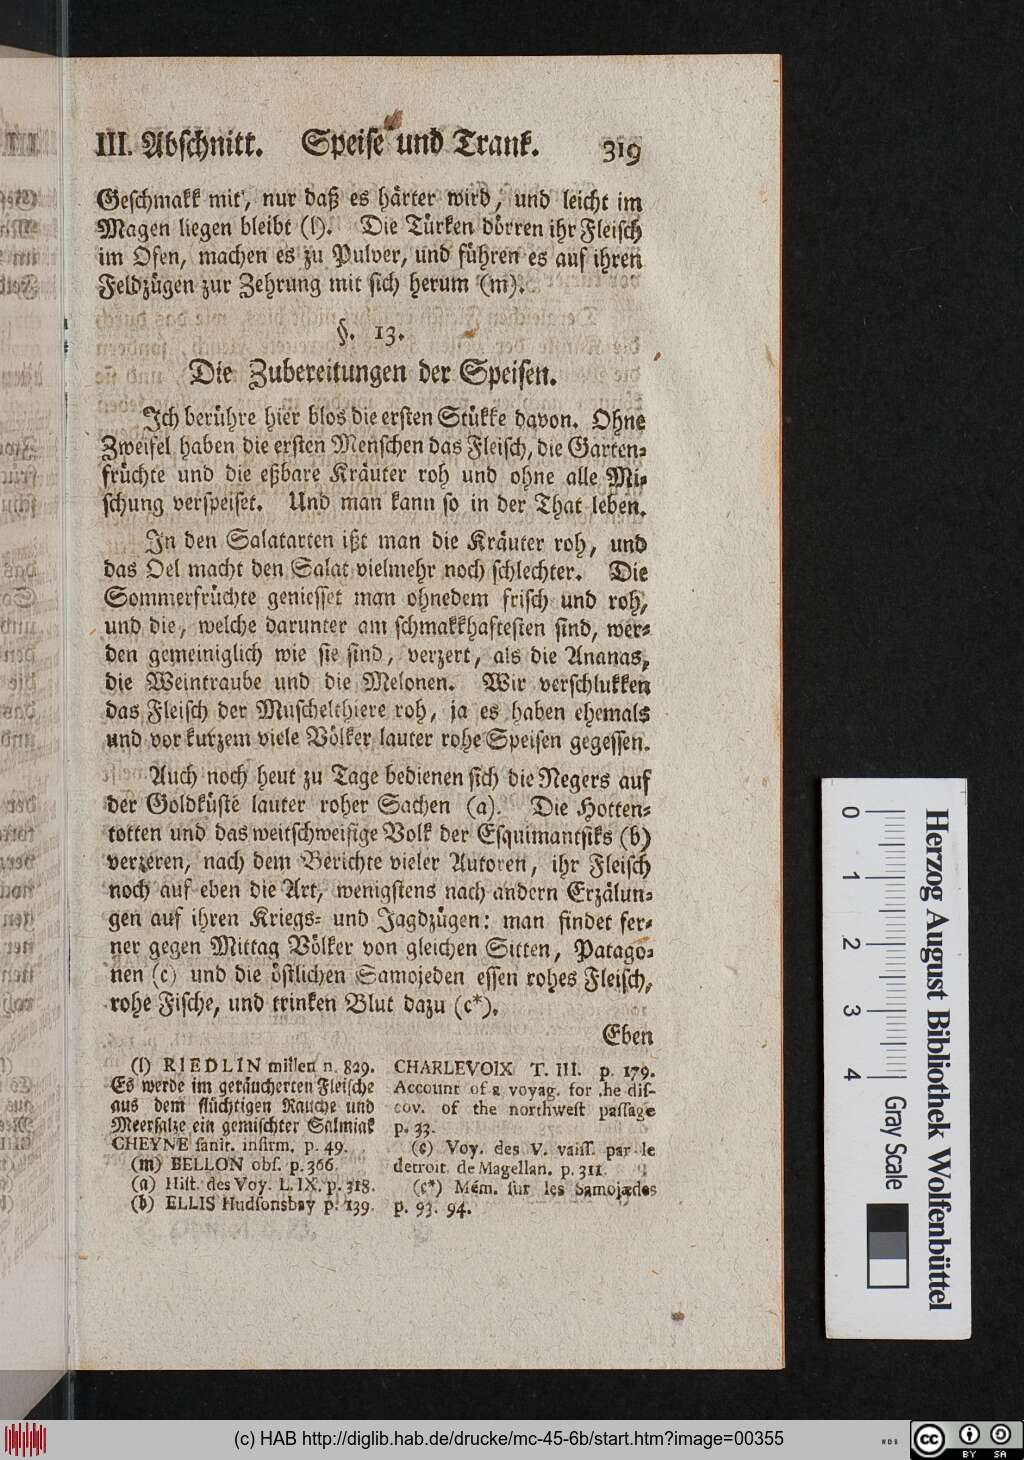 III. Abschnitt. Speise und Trank. 319
Geschmakk mit, nur daß es härter wird, und leicht im
Magen liegen bleibt (l). Die Türken dörren ihr Fleisch
im Ofen, machen es zu Pulver, und führen es auf ihren
Feldzügen zur Zehrung mit sich herum (m).
§. 13.
Die Zubereitungen der Speisen.
Ich berühre hier blos die ersten Stükke davon. Ohne
Zweifel haben die ersten Menschen das Fleisch, die Garten-
früchte und die eßbare Kräuter roh und ohne alle Mi-
schung verspeiset. Und man kann so in der That leben.
In den Salatarten ißt man die Kräuter roh, und
das Oel macht den Salat vielmehr noch schlechter. Die
Sommerfrüchte geniesset man ohnedem frisch und roh,
und die, welche darunter am schmakkhaftesten sind, wer-
den gemeiniglich wie sie sind, verzert, als die Ananas,
die Weintraube und die Melonen. Wir verschlukken
das Fleisch der Muschelthiere roh, ja es haben ehemals
und vor kurzem viele Völker lauter rohe Speisen gegessen.
Auch noch heut zu Tage bedienen sich die Negers auf
der Goldküste lauter roher Sachen (a). Die Hotten-
totten und das weitschweifige Volk der Esquimantsiks (b)
verzeren, nach dem Berichte vieler Autoren, ihr Fleisch
noch auf eben die Art, wenigstens nach andern Erzälun-
gen auf ihren Kriegs- und Jagdzügen: man findet fer-
ner gegen Mittag Völker von gleichen Sitten, Patago-
nen (c) und die östlichen Samojeden essen rohes Fleisch,
rohe Fische, und trinken Blut dazu (c*).
Eben
(l) RIEDLIN millen n. 829.
Es werde im geräucherten Fleische
aus dem flüchtigen Rauche und
Meersalze ein gemischter Salmiak
CHEYNE sanit. infirm. p. 49.
(m) BELLON obs. p. 366.
(a) Hist. des Voy. L. IX. p. 318.
(b) ELLIS Hudsonsbay p. 139.
CHARLEVOIX T. III. p. 179.
Account of a voyag. for .he dis-
cov. of the northwest passage
p. 33.
(c) Voy. des V. vaiss. par le
detroit. de Magellan. p. 311.
(c*) Mém. sur les Samojædes
p. 93. 94.
Herzog August Bibliothek Wolfenbüttel
0 1 2 3 4 Gray Scale
(c) HAB http://diglib.hab.de/drucke/mc-45-6b/start.htm?image=00355
WDB
cc BY SA